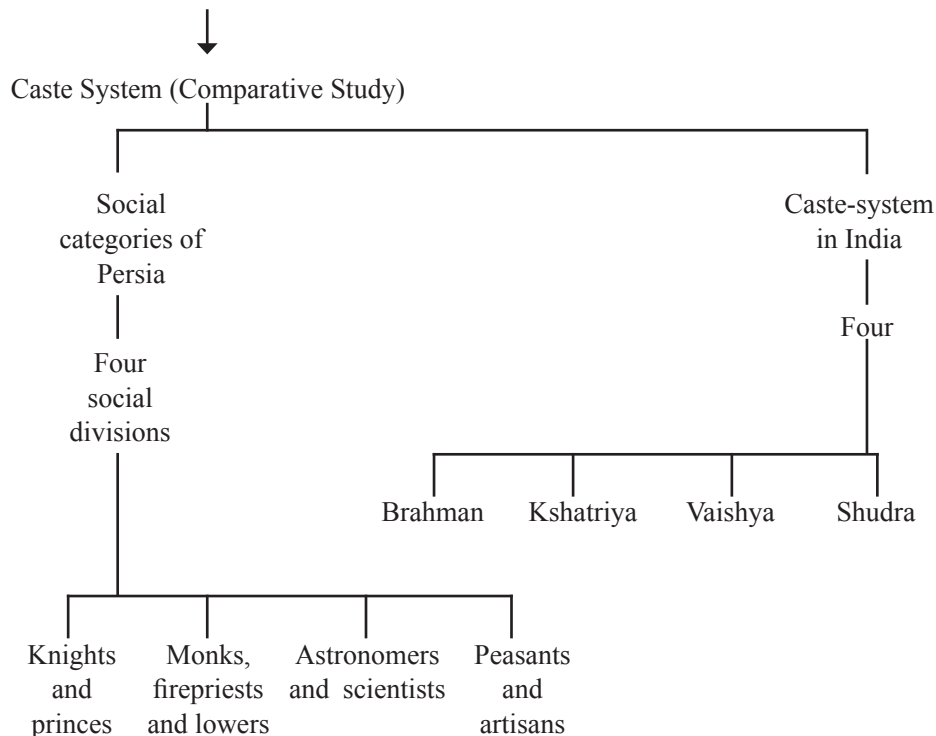 Caste System (Comparative Study)
Social
categories of
Persia
Caste-system
in India
Four
social
divisions
Four
Brahman
Kshatriya
Vaishya
Shudra
Knights
and
princes
Monks,
firepriests
and lowers
Astronomers
and scientists
Peasants
and
artisans